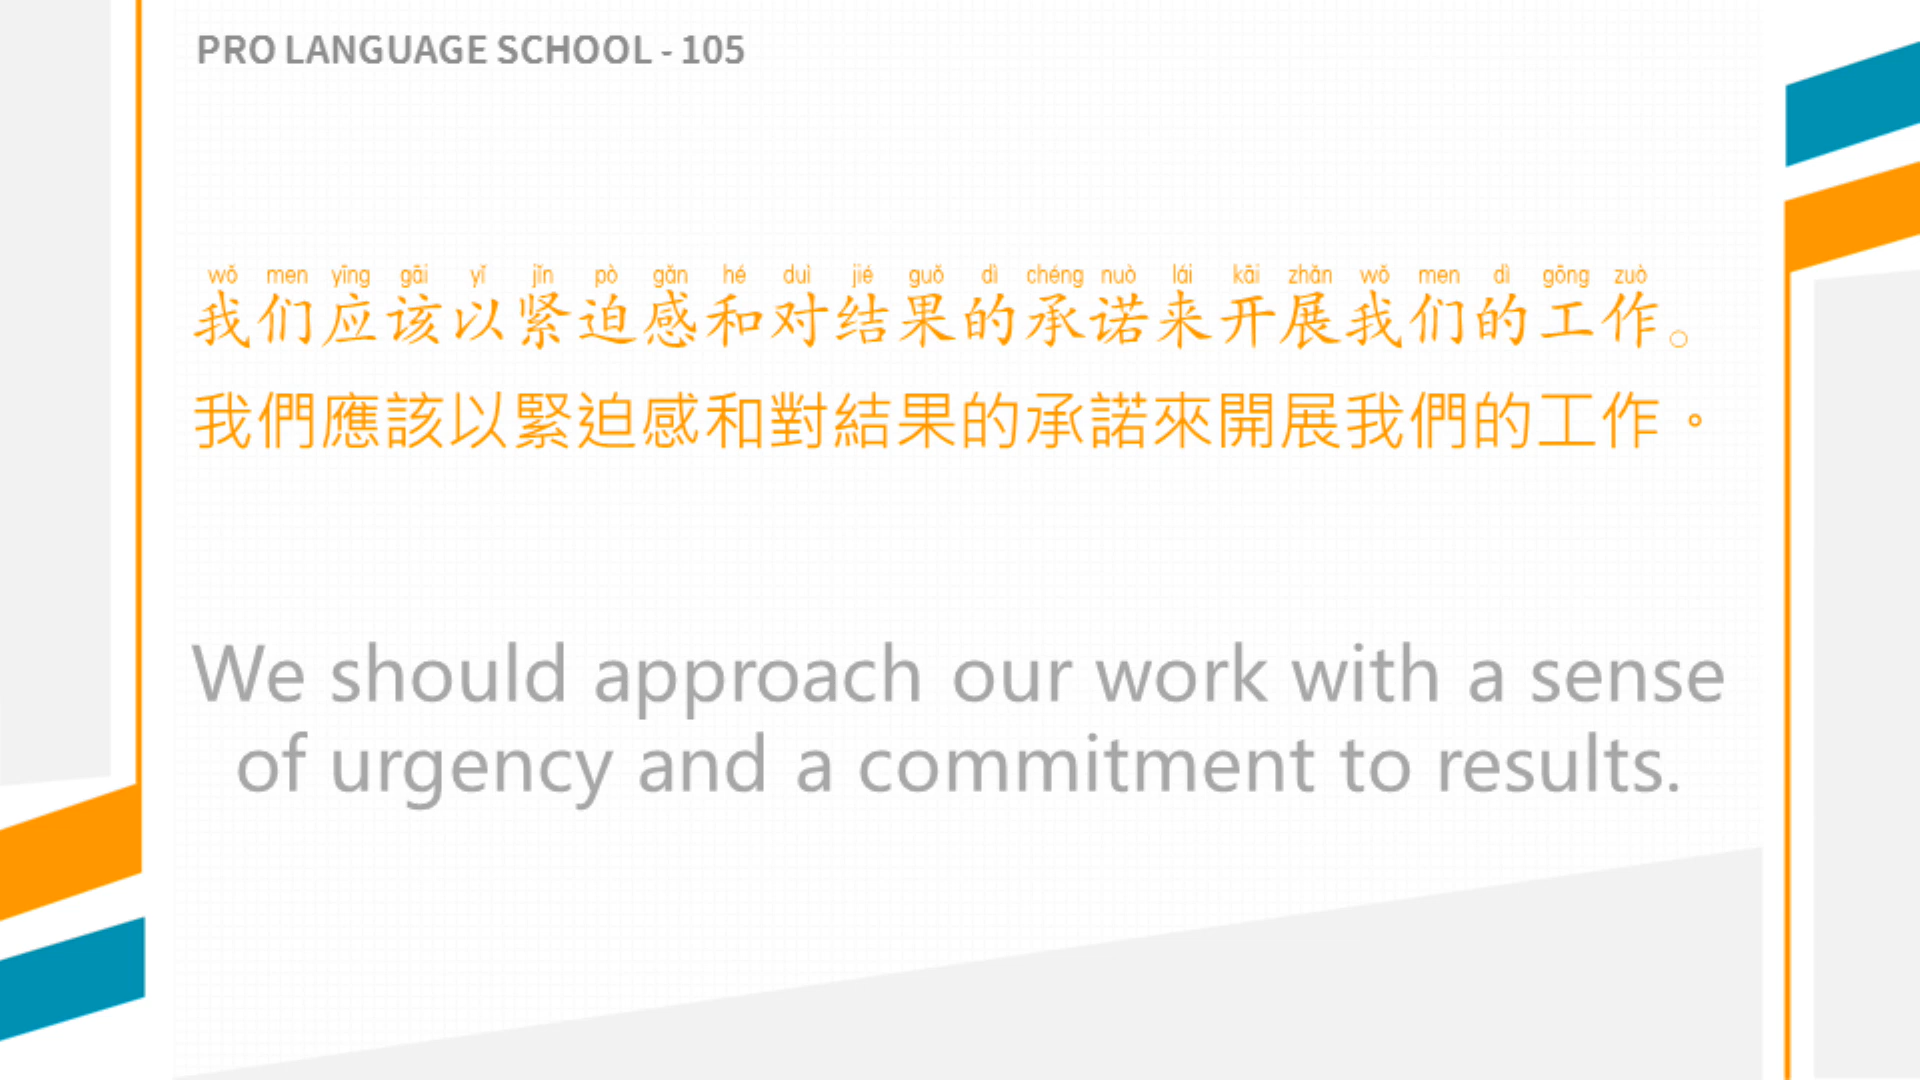 PRO LANGUAGE SCHOOL - 105
wǒ men yīng gāi yǐ jǐn pò gǎn hé duì jié guǒ dì chéng nuò lái kāi zhǎn wǒ men dì gōng zuò
我们应该以紧迫感和对结果的承诺来开展我们的工作。
我們應該以緊迫感和對結果的承諾來開展我們的工作。
We should approach our work with a sense
of urgency and a commitment to results.